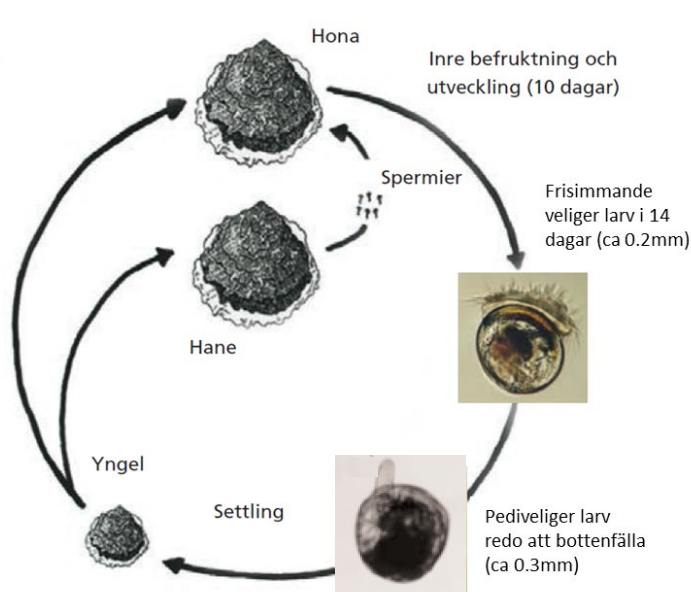 Hona
Inre befruktning och
utveckling (10 dagar)
Spermier
Frisimmande
veliger larv i 14
dagar (ca 0.2mm)
Hane
Yngel
Settling
Pediveliger larv
redo att bottenfälla
(ca 0.3mm)